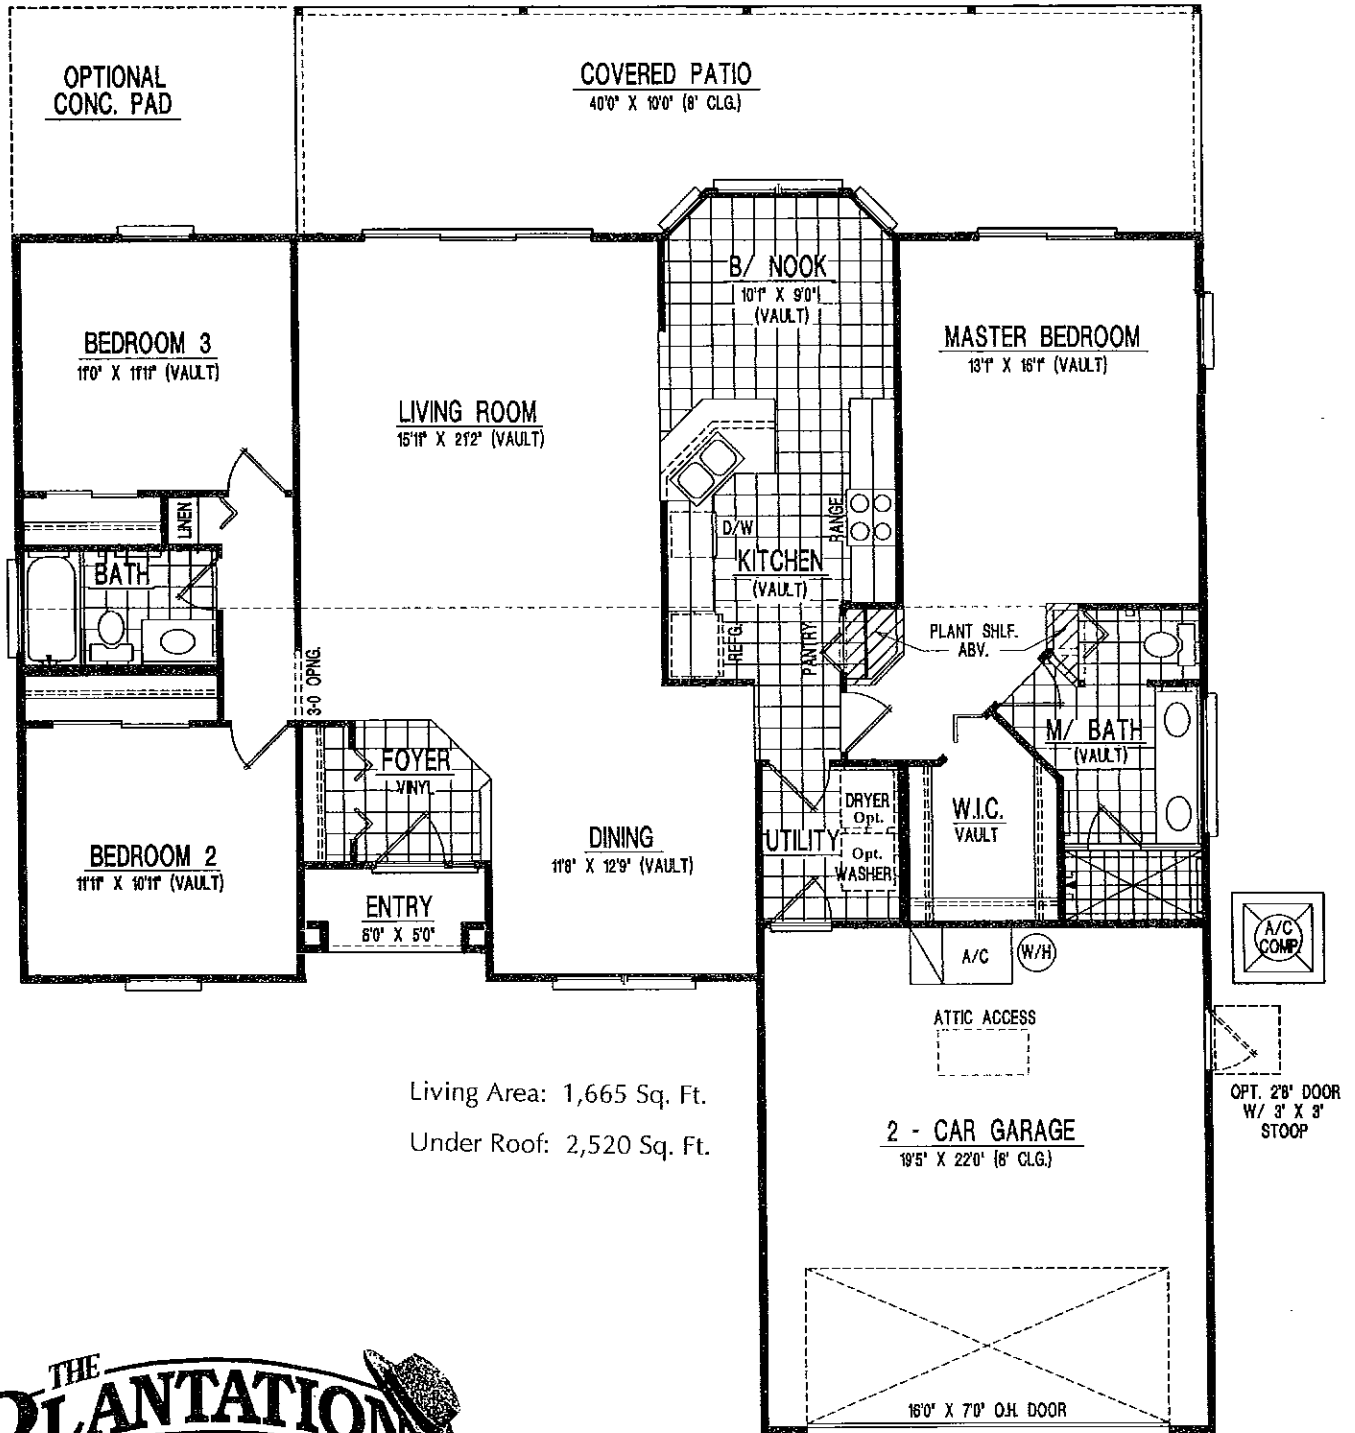 OPTIONAL
CONC. PAD
COVERED PATIO
40'0" X 10'0" (8' CLG.)
B/ NOOK
10'1" X 9'0"
(VAULT)
BEDROOM 3
11'0" X 11'11" (VAULT)
MASTER BEDROOM
13'1" X 16'1" (VAULT)
LIVING ROOM
15'11" X 21'2" (VAULT)
LINEN
D/W
RANGE
BATH
KITCHEN
(VAULT)
REFG.
PANTRY
PLANT SHLF.
ABV.
3-0 OPNG.
FOYER
VINYL
M/ BATH
(VAULT)
DRYER
Opt.
W.I.C.
VAULT
DINING
11'8" X 12'9" (VAULT)
UTILITY
Opt.
WASHER
BEDROOM 2
11'11" X 10'11" (VAULT)
ENTRY
6'0" X 5'0"
A/C
W/H
A/C
COMP.
ATTIC ACCESS
Living Area: 1,665 Sq. Ft.
Under Roof: 2,520 Sq. Ft.
OPT. 2'8" DOOR
W/ 3' X 3'
STOOP
2 - CAR GARAGE
19'5" X 22'0" (8' CLG.)
16'0" X 7'0" O.H. DOOR
THE
PLANTATION